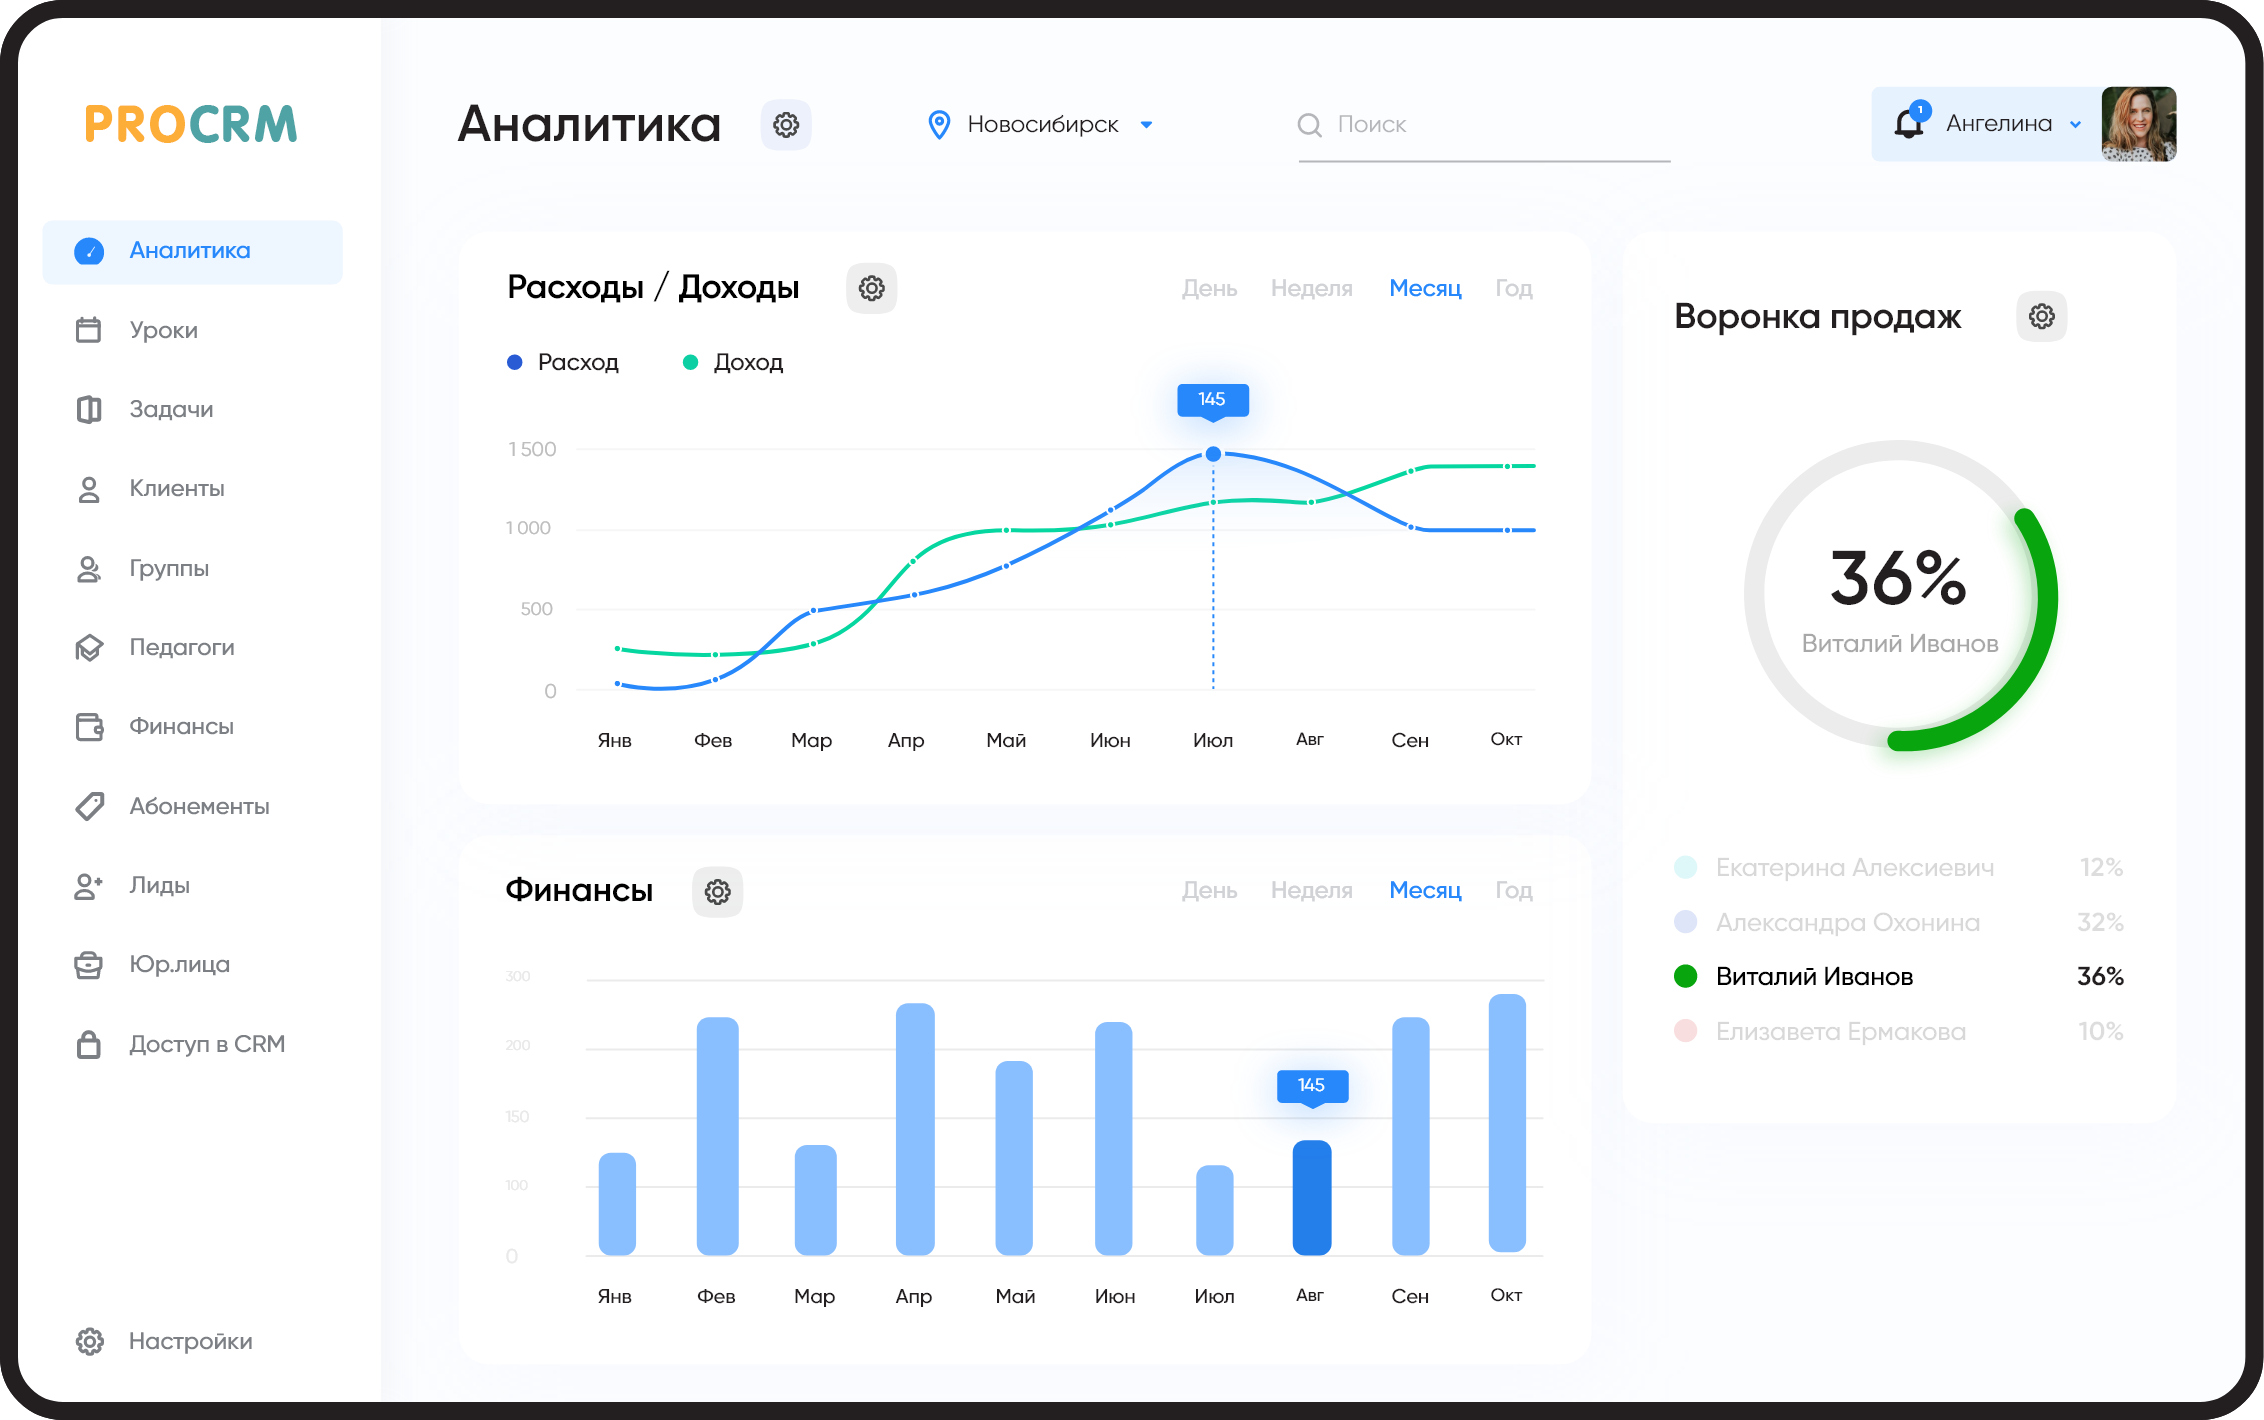 PROCRM
Аналитика
Уроки
Задачи
Клиенты
Группы
Педагоги
Финансы
Абонементы
Лиды
Юр.лица
Доступ в CRM
Настройки
Аналитика
Новосибирск
Поиск
1
Ангелина
Расходы / Доходы
День Неделя Месяц Год
Расход Доход
145
1 500
1 000
500
0
Янв Фев Мар Апр Май Июн Июл Авг Сен Окт
Финансы
День Неделя Месяц Год
300
200
150
100
0
145
Янв Фев Мар Апр Май Июн Июл Авг Сен Окт
Воронка продаж
36%
Виталий Иванов
Екатерина Алексиевич 12%
Александра Охонина 32%
Виталий Иванов 36%
Елизавета Ермакова 10%